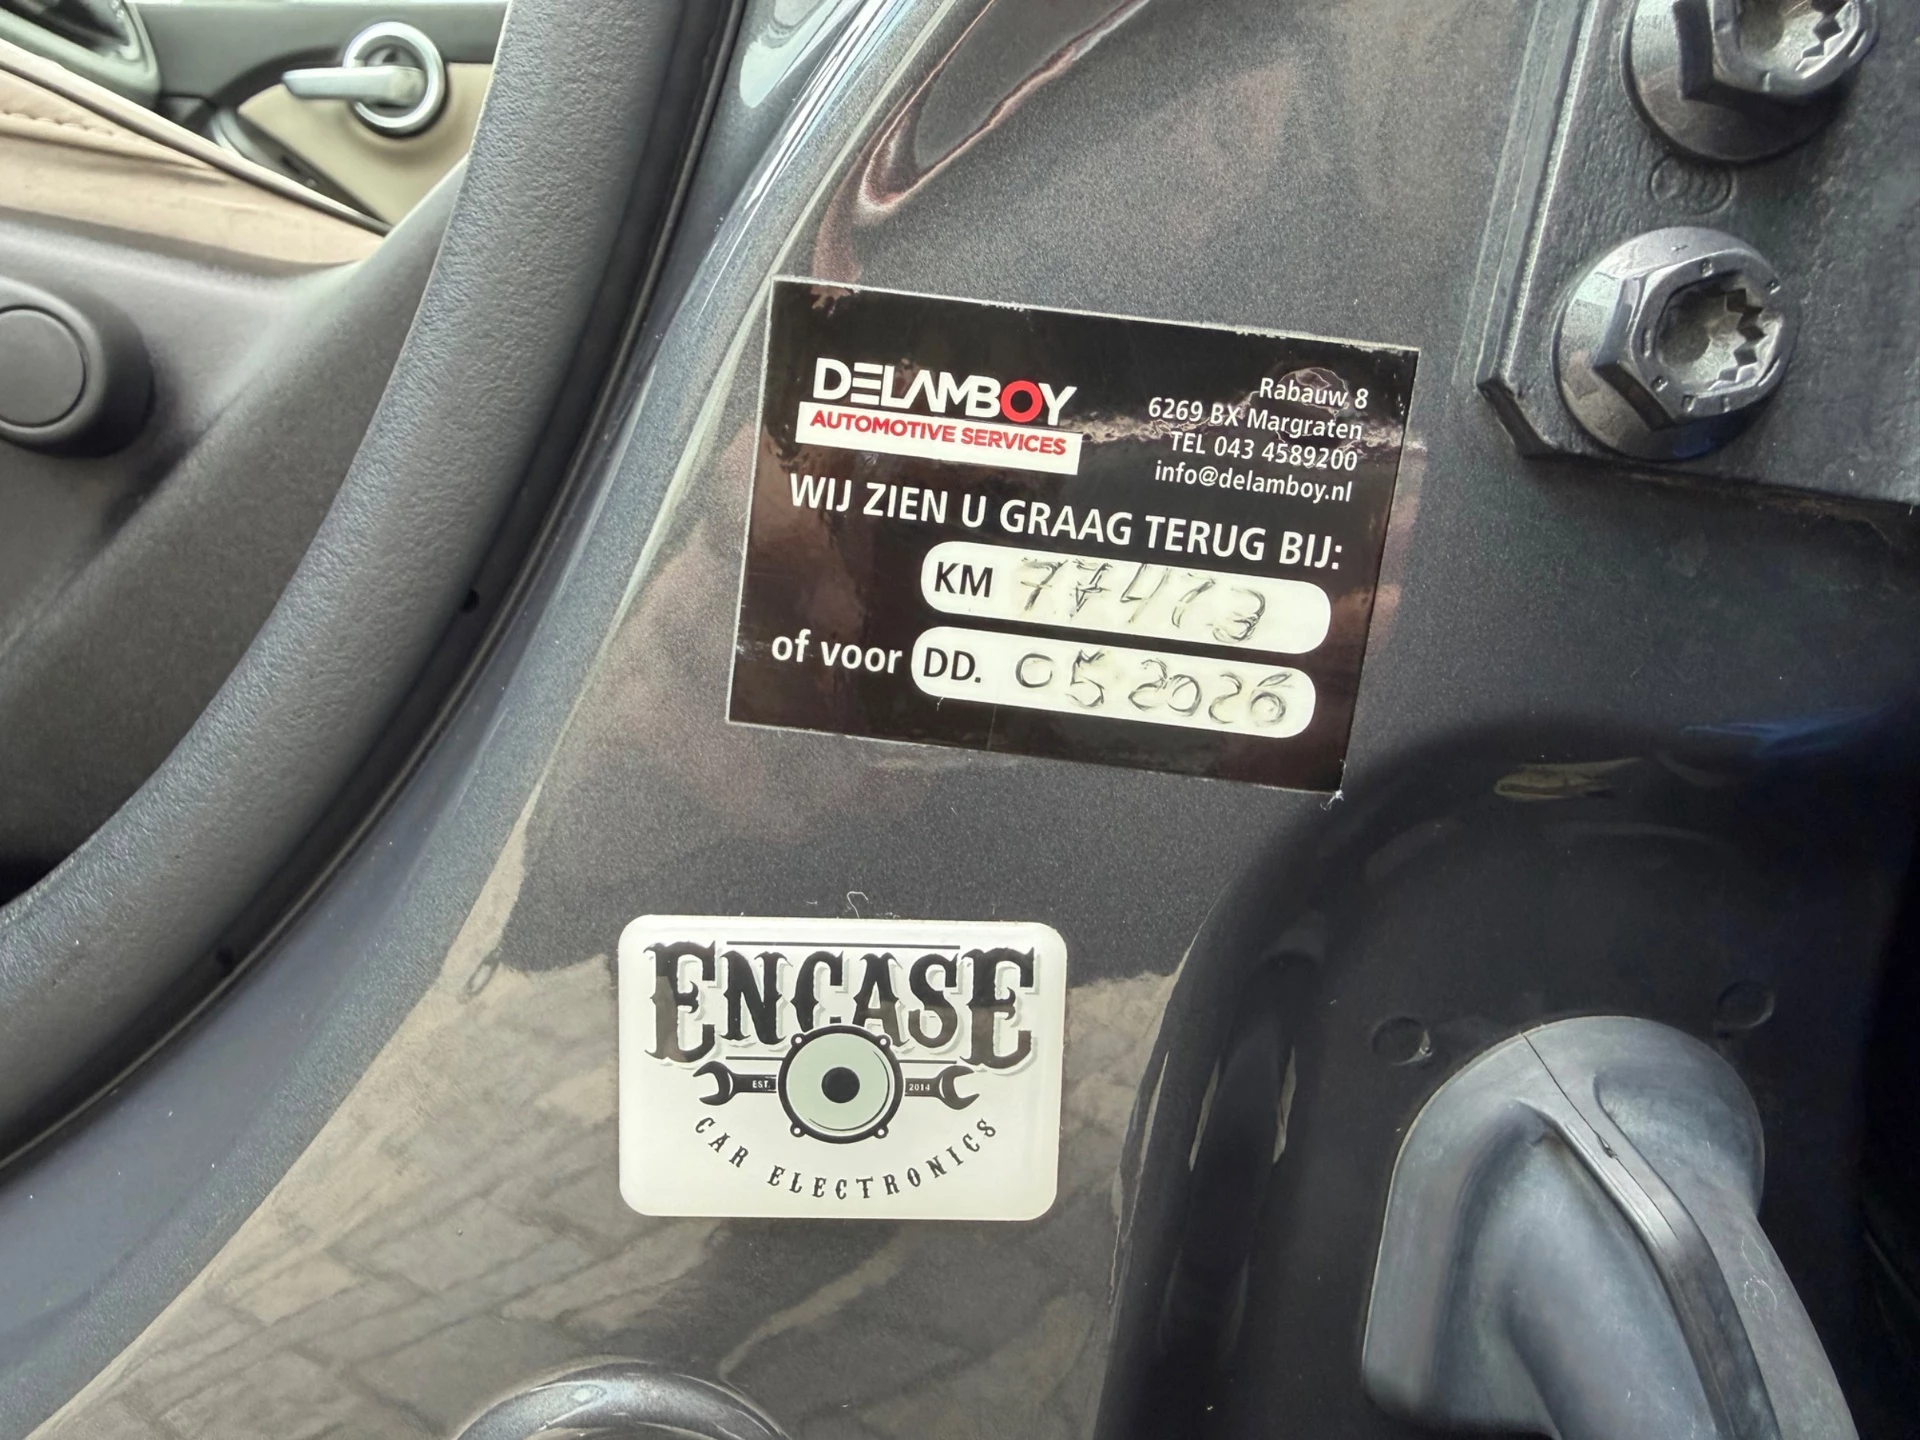 DELAMBOY
AUTOMOTIVE SERVICES
Rabauw 8
6269 BX Margraten
TEL 043 4589200
info@delamboy.nl
WIJ ZIEN U GRAAG TERUG BIJ:
KM
of voor DD. 05 2026
ENCASE
EST. 2014
CAR ELECTRONICS